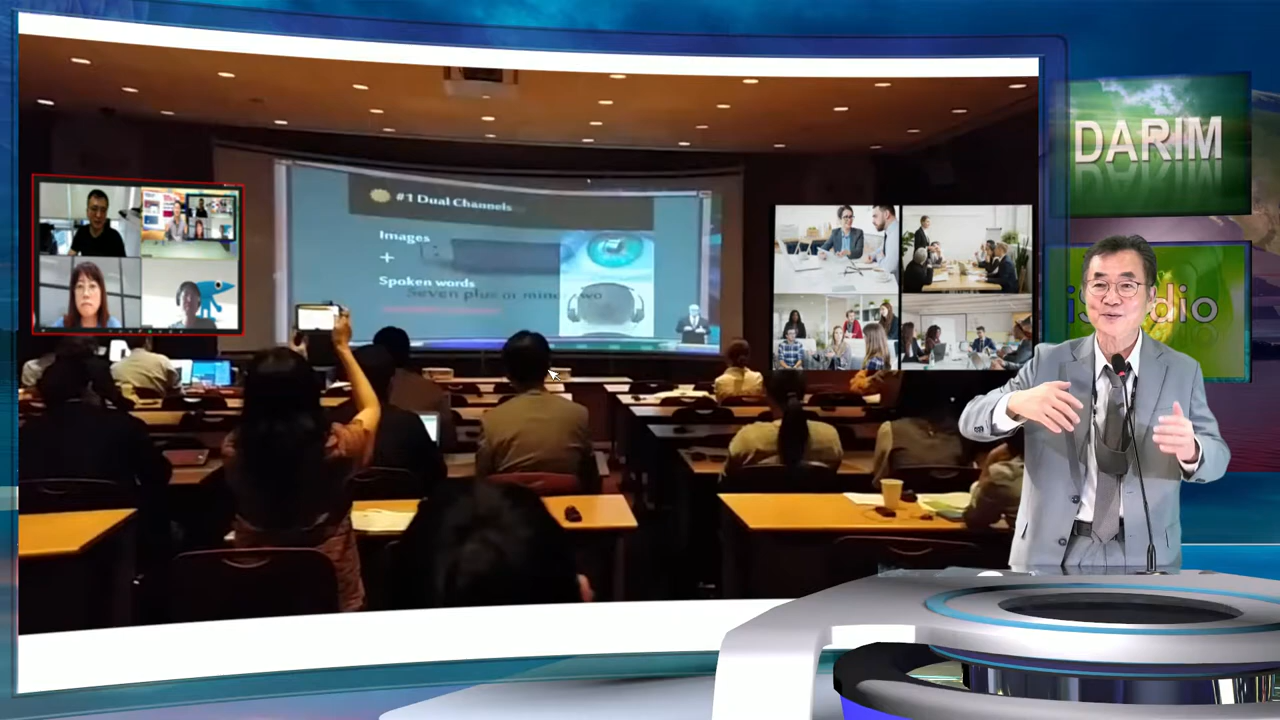 #1 Dual Channels
Images
+
Spoken words
Seven plus or minus two
DARIM
iStudio